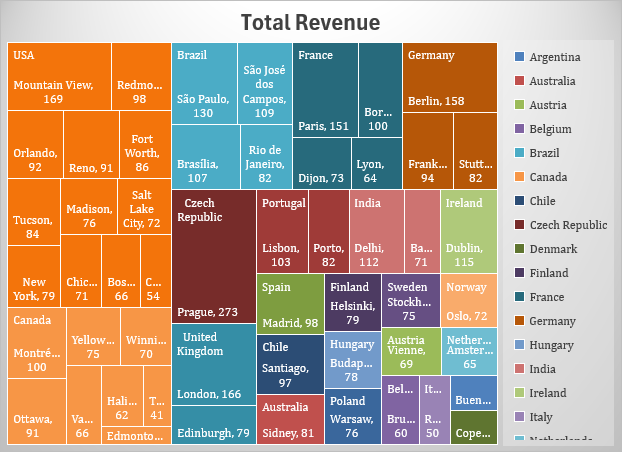 Total Revenue
USA
Mountain View,
169
Redmo...
98
Orlando,
92
Reno, 91
Fort
Worth,
86
Tucson,
84
Madison,
76
Salt
Lake
City, 72
New
York, 79
Chic...
71
Bos...
66
C...
54
Canada
Montré...
100
Yellow...
75
Winni...
70
Ottawa,
91
Va...
66
Hali...
62
T...
41
Edmonto...
Brazil
São Paulo,
130
São José
dos
Campos,
109
Brasília,
107
Rio de
Janeiro,
82
France
Paris, 151
Bor...
100
Dijon, 73
Lyon,
64
Germany
Berlin, 158
Frank...
94
Stutt...
82
Czech
Republic
Prague, 273
United
Kingdom
London, 166
Edinburgh, 79
Portugal
Lisbon,
103
Porto,
82
India
Delhi,
112
Ba...
71
Ireland
Dublin,
115
Spain
Madrid, 98
Finland
Helsinki,
79
Sweden
Stockh...
75
Norway
Oslo, 72
Chile
Santiago,
97
Hungary
Budap...
78
Austria
Vienne,
69
Nether...
Amster...
65
Australia
Sidney, 81
Poland
Warsaw,
76
Bel...
Bru...
60
It...
R...
50
Buen...
Cope...
Argentina
Australia
Austria
Belgium
Brazil
Canada
Chile
Czech Republic
Denmark
Finland
France
Germany
Hungary
India
Ireland
Italy
Netherlands